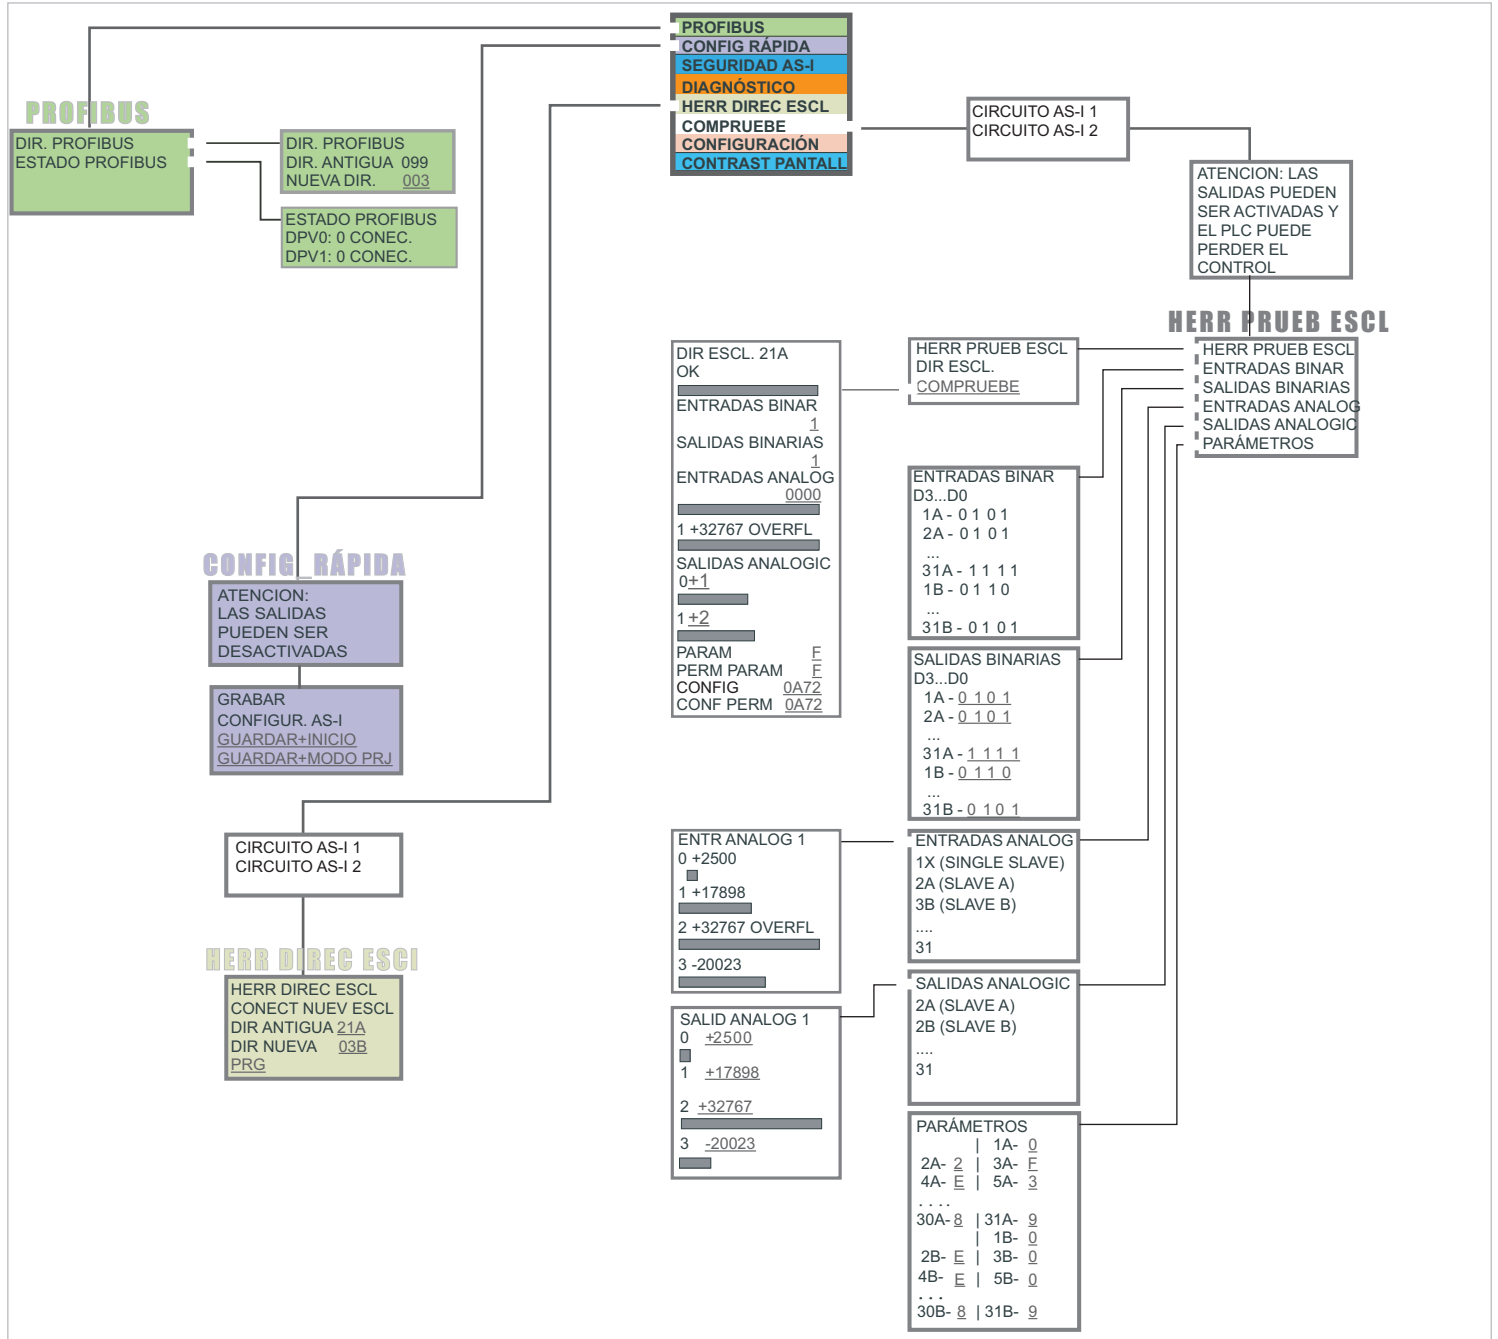 PROFIBUS
CONFIG RÁPIDA
SEGURIDAD AS-I
DIAGNÓSTICO
HERR DIREC ESCL
COMPRUEBE
CONFIGURACIÓN
CONTRAST PANTALL
PROFIBUS
DIR. PROFIBUS
ESTADO PROFIBUS
DIR. PROFIBUS
DIR. ANTIGUA 099
NUEVA DIR. 003
ESTADO PROFIBUS
DPV0: 0 CONEC.
DPV1: 0 CONEC.
CIRCUITO AS-I 1
CIRCUITO AS-I 2
ATENCION: LAS
SALIDAS PUEDEN
SER ACTIVADAS Y
EL PLC PUEDE
PERDER EL
CONTROL
HERR PRUEB ESCL
HERR PRUEB ESCL
ENTRADAS BINAR
SALIDAS BINARIAS
ENTRADAS ANALOG
SALIDAS ANALOGIC
PARÁMETROS
HERR PRUEB ESCL
DIR ESCL.
COMPRUEBE
DIR ESCL. 21A
OK
ENTRADAS BINAR
1
SALIDAS BINARIAS
1
ENTRADAS ANALOG
0000
1 +32767 OVERFL
SALIDAS ANALOGIC
0+1
1+2
PARAM F
PERM PARAM F
CONFIG 0A72
CONF PERM 0A72
ENTRADAS BINAR
D3...D0
1A - 0 1 0 1
2A - 0 1 0 1
...
31A - 1 1 1 1
1B - 0 1 1 0
...
31B - 0 1 0 1
SALIDAS BINARIAS
D3...D0
1A - 0 1 0 1
2A - 0 1 0 1
...
31A - 1 1 1 1
1B - 0 1 1 0
...
31B - 0 1 0 1
CONFIG_RÁPIDA
ATENCION:
LAS SALIDAS
PUEDEN SER
DESACTIVADAS
GRABAR
CONFIGUR. AS-I
GUARDAR+INICIO
GUARDAR+MODO PRJ
CIRCUITO AS-I 1
CIRCUITO AS-I 2
HERR DIREC ESCl
HERR DIREC ESCL
CONECT NUEV ESCL
DIR ANTIGUA 21A
DIR NUEVA 03B
PRG
ENTR ANALOG 1
0 +2500
1 +17898
2 +32767 OVERFL
3 -20023
ENTRADAS ANALOG
1X (SINGLE SLAVE)
2A (SLAVE A)
3B (SLAVE B)
....
31
SALID ANALOG 1
0 +2500
1 +17898
2 +32767
3 -20023
SALIDAS ANALOGIC
2A (SLAVE A)
2B (SLAVE B)
....
31
PARÁMETROS
| 1A- 0
2A- 2 | 3A- F
4A- E | 5A- 3
. . . .
30A- 8 | 31A- 9
| 1B- 0
2B- E | 3B- 0
4B- E | 5B- 0
. . .
30B- 8 | 31B- 9